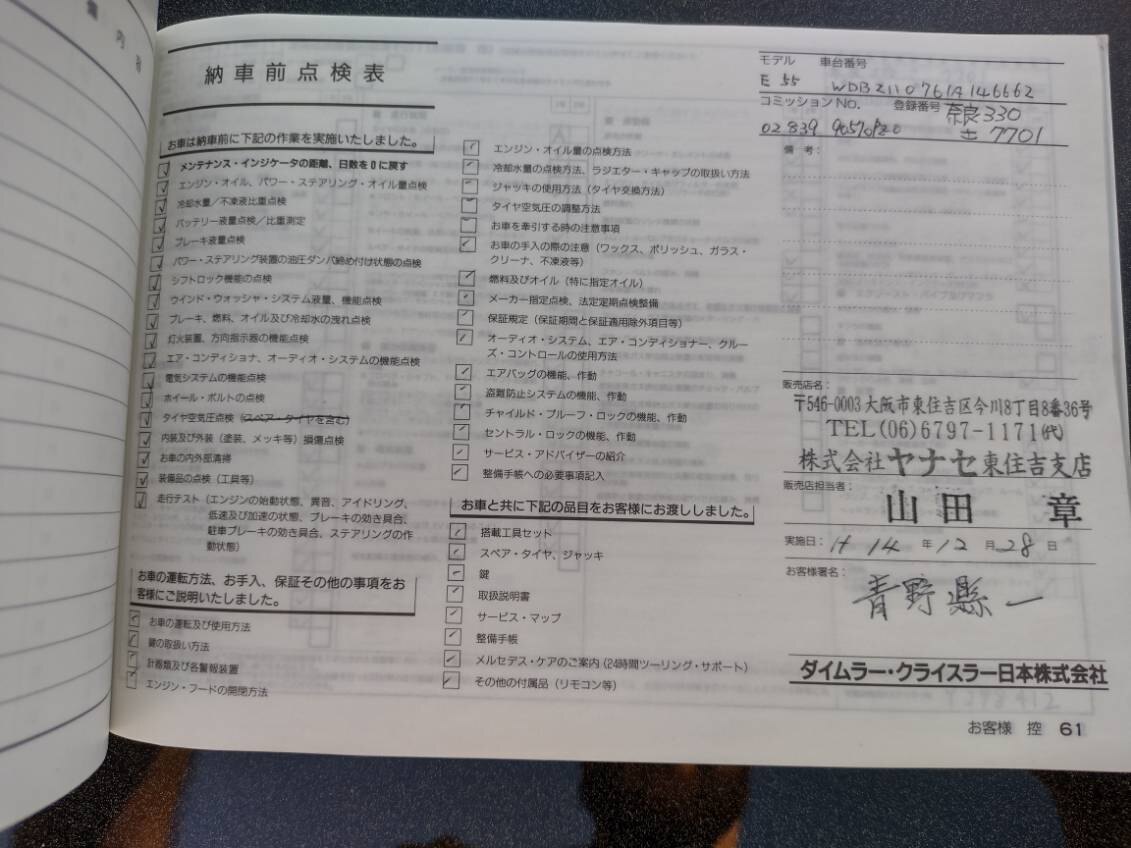 備
内
容
納車前点検表
お車は納車前に下記の作業を実施いたしました。
メンテナンス・インジケータの距離、日数を0に戻す
エンジン・オイル、パワー・ステアリング・オイル量点検
冷却水量/不凍液比重点検
バッテリー液量点検/比重測定
ブレーキ液量点検
パワー・ステアリング装置の油圧ダンパ締め付け状態の点検
シフトロック機能の点検
ウインド・ウォッシャ・システム液量、機能点検
ブレーキ、燃料、オイル及び冷却水の洩れ点検
灯火装置、方向指示器の機能点検
エア・コンディショナ、オーディオ・システムの機能点検
電気システムの機能点検
ホイール・ボルトの点検
タイヤ空気圧点検（スペア・タイヤを含む）
内装及び外装（塗装、メッキ等）損傷点検
お車の内外部清掃
装備品の点検（工具等）
走行テスト（エンジンの始動状態、異音、アイドリング、
低速及び加速の状態、ブレーキの効き具合、
駐車ブレーキの効き具合、ステアリングの作
動状態）
お車の運転方法、お手入、保証その他の事項をお
客様にご説明いたしました。
お車の運転及び使用方法
鍵の取扱い方法
計器類及び各警報装置
エンジン・フードの開閉方法
エンジン・オイル量の点検方法
冷却水量の点検方法、ラジエター・キャップの取扱い方法
ジャッキの使用方法（タイヤ交換方法）
タイヤ空気圧の調整方法
お車を牽引する時の注意事項
お車の手入の際の注意（ワックス、ポリッシュ、ガラス・
クリーナ、不凍液等）
燃料及びオイル（特に指定オイル）
メーカー指定点検、法定定期点検整備
保証規定（保証期間と保証適用除外項目等）
オーディオ・システム、エア・コンディショナー、クルー
ズ・コントロールの使用方法
エアバッグの機能、作動
盗難防止システムの機能、作動
チャイルド・プルーフ・ロックの機能、作動
セントラル・ロックの機能、作動
サービス・アドバイザーの紹介
整備手帳への必要事項記入
お車と共に下記の品目をお客様にお渡ししました。
搭載工具セット
スペア・タイヤ、ジャッキ
鍵
取扱説明書
サービス・マップ
整備手帳
メルセデス・ケアのご案内（24時間ツーリング・サポート）
その他の付属品（リモコン等）
モデル 車台番号
E 55 WDB2110761A146662
コミッションNO. 登録番号 奈良330
02 839 7701
備 考：
販売店名：
〒546-0003 大阪市東住吉区今川8丁目8番36号
TEL(06)6797-1171(代)
株式会社ヤナセ東住吉支店
販売店担当者：
山田 章
実施日： H 14 年 12 月 28 日
お客様署名：
青野縣一
ダイムラー・クライスラー日本株式会社
お客様 控 61